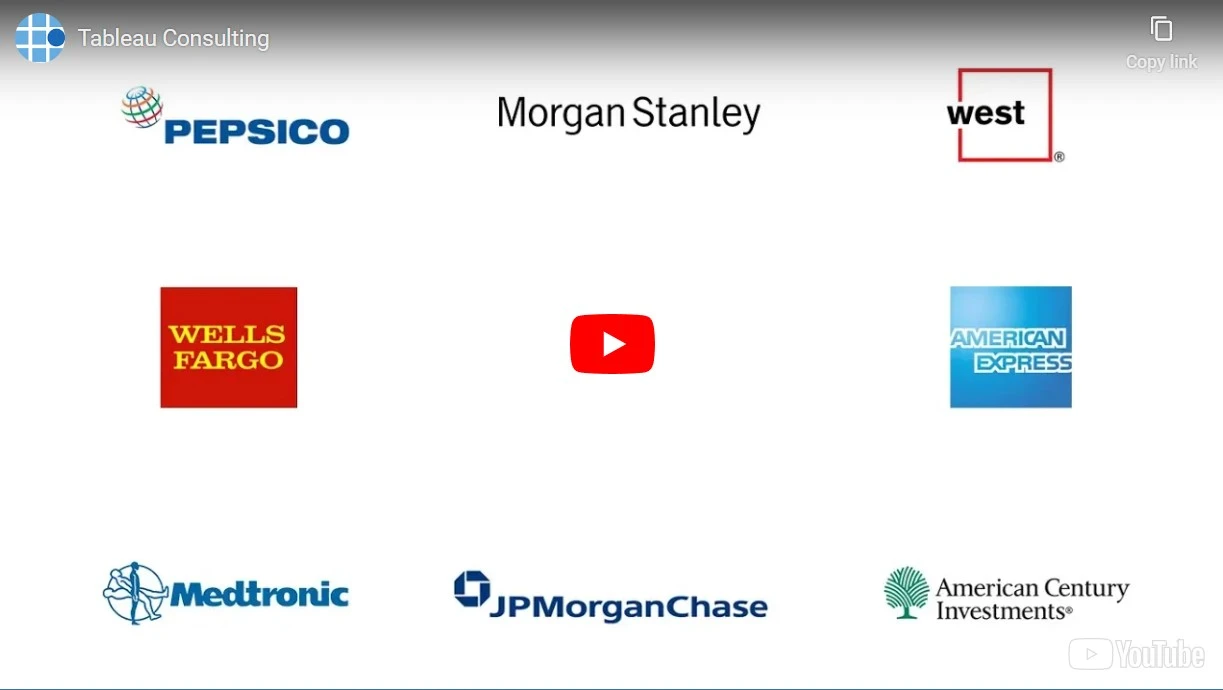 Tableau Consulting
Copy link
PEPSICO
Morgan Stanley
west
®
WELLS
FARGO
AMERICAN
EXPRESS
Medtronic
JPMorganChase
American Century
Investments®
YouTube